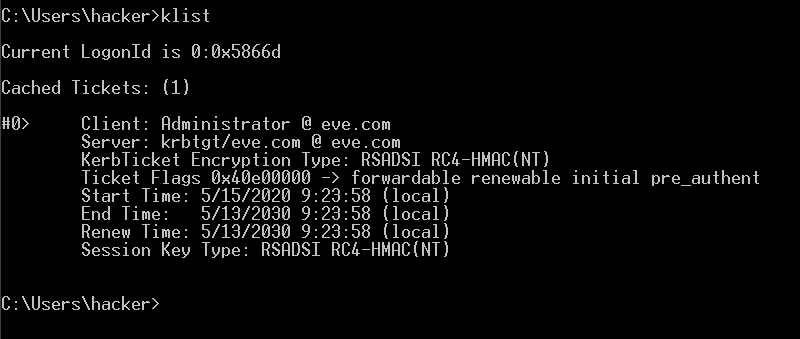 C:\Users\hacker>klist
Current LogonId is 0:0x5866d
Cached Tickets: (1)
#0>     Client: Administrator @ eve.com
        Server: krbtgt/eve.com @ eve.com
        KerbTicket Encryption Type: RSADSI RC4-HMAC(NT)
        Ticket Flags 0x40e00000 -> forwardable renewable initial pre_authent
        Start Time: 5/15/2020 9:23:58 (local)
        End Time:   5/13/2030 9:23:58 (local)
        Renew Time: 5/13/2030 9:23:58 (local)
        Session Key Type: RSADSI RC4-HMAC(NT)
C:\Users\hacker>